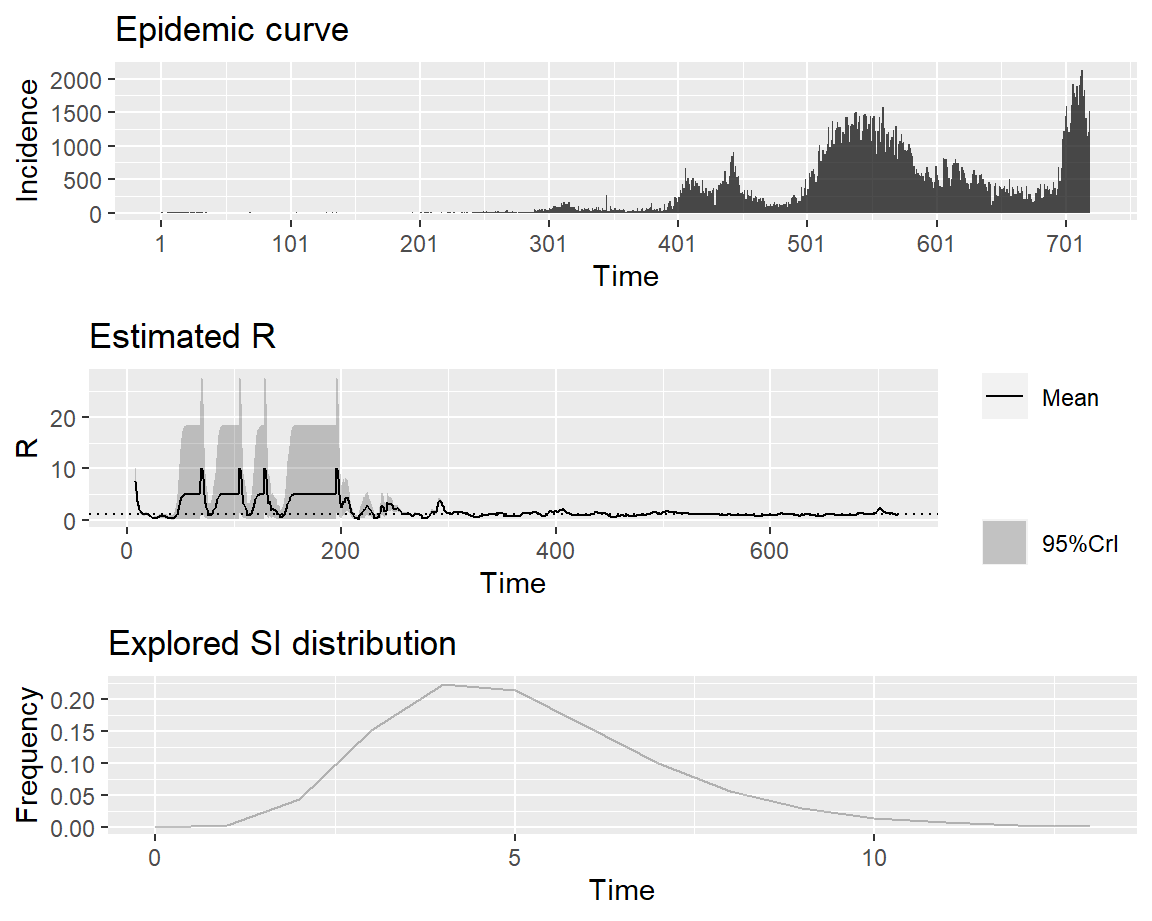 Epidemic curve
Incidence
2000
1500
1000
500
0
1 101 201 301 401 501 601 701
Time
Estimated R
R
20
10
0
0 200 400 600
Time
Mean
95%CrI
Explored SI distribution
Frequency
0.20
0.15
0.10
0.05
0.00
0 5 10
Time